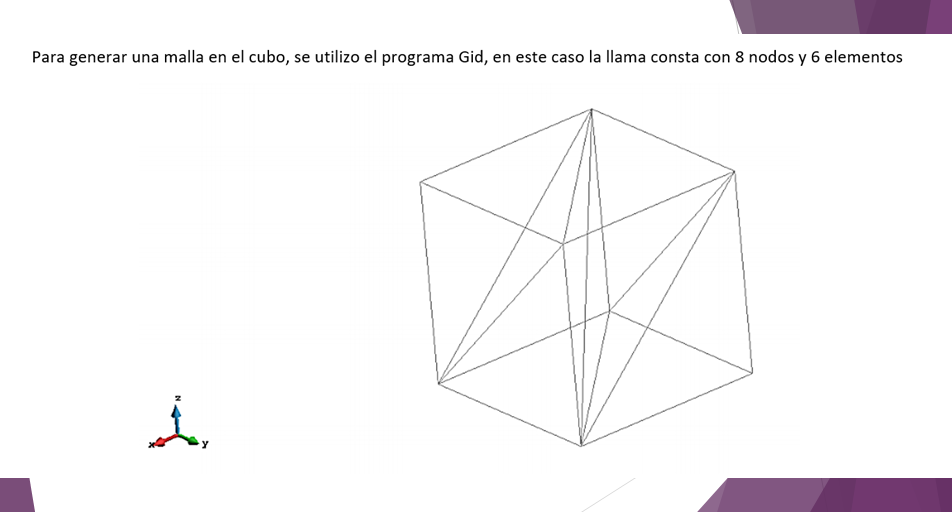 Para generar una malla en el cubo, se utilizo el programa Gid, en este caso la llama consta con 8 nodos y 6 elementos
z
x
y